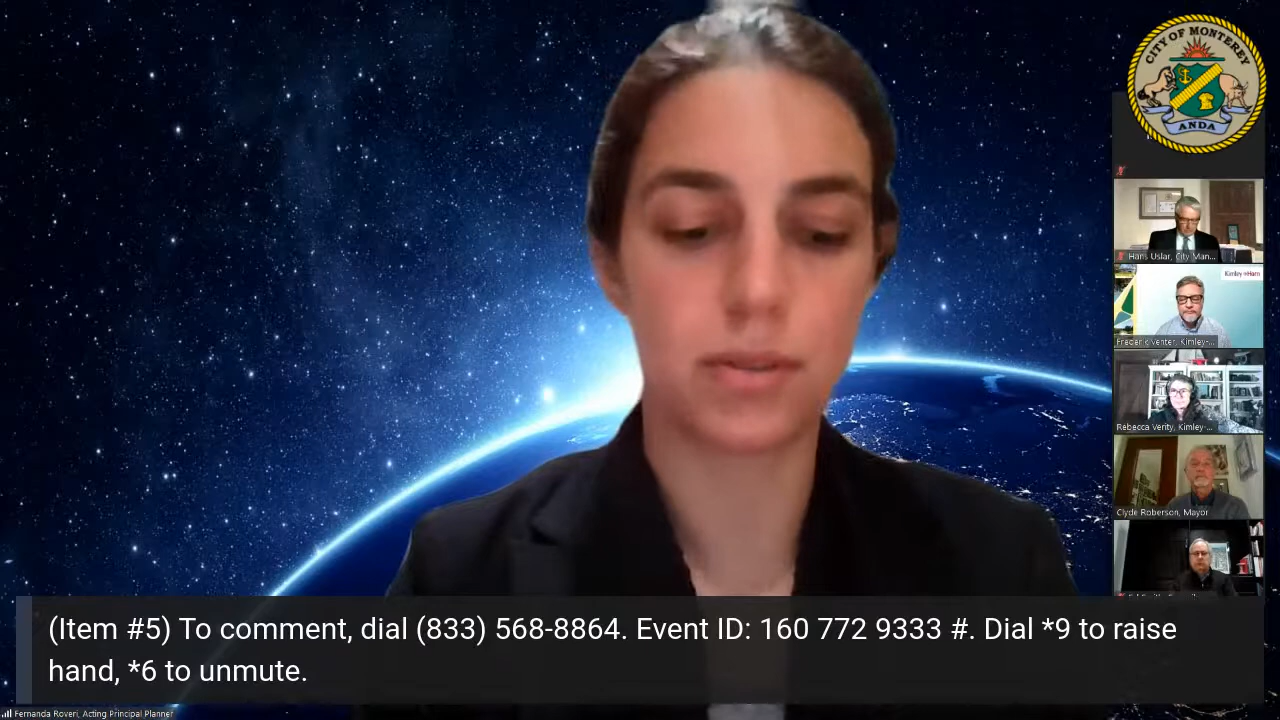 CITY OF MONTEREY
ANDA
Hans Uslar, City Man...
Kimley»Horn
Frederik Venter, Kimley-...
Rebecca Verity, Kimley-...
Clyde Roberson, Mayor
(Item #5) To comment, dial (833) 568-8864. Event ID: 160 772 9333 #. Dial *9 to raise
hand, *6 to unmute.
Fernanda Roveri, Acting Principal Planner